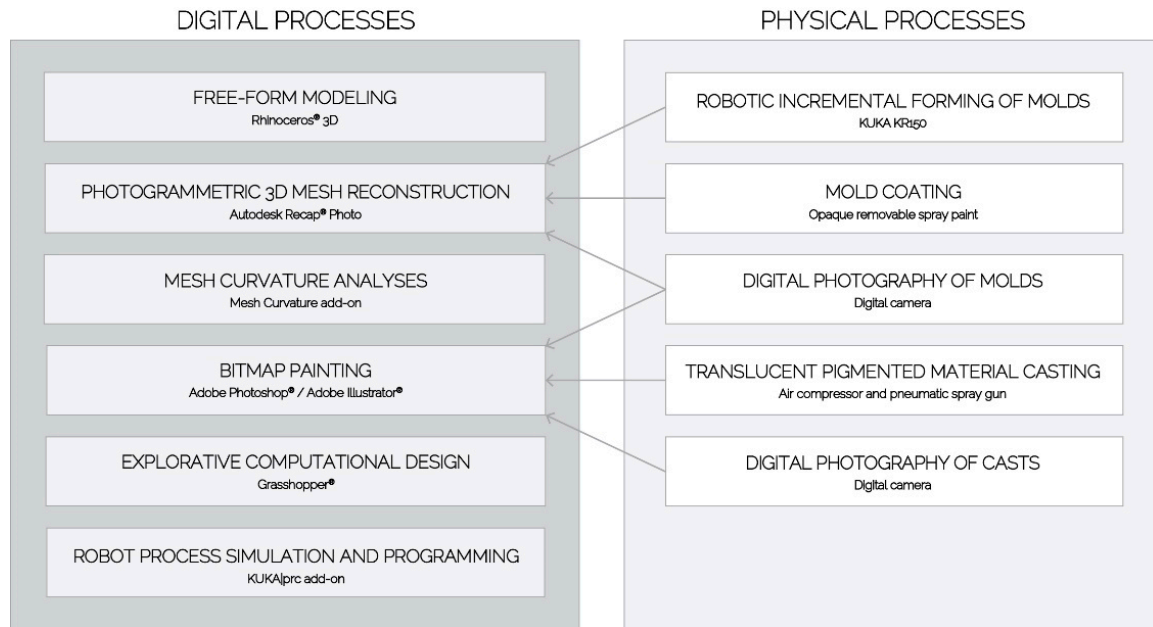 DIGITAL PROCESSES
FREE-FORM MODELING
Rhinoceros® 3D
PHOTOGRAMMETRIC 3D MESH RECONSTRUCTION
Autodesk Recap® Photo
MESH CURVATURE ANALYSES
Mesh Curvature add-on
BITMAP PAINTING
Adobe Photoshop® / Adobe Illustrator®
EXPLORATIVE COMPUTATIONAL DESIGN
Grasshopper®
ROBOT PROCESS SIMULATION AND PROGRAMMING
KUKA|prc add-on
PHYSICAL PROCESSES
ROBOTIC INCREMENTAL FORMING OF MOLDS
KUKA KR150
MOLD COATING
Opaque removable spray paint
DIGITAL PHOTOGRAPHY OF MOLDS
Digital camera
TRANSLUCENT PIGMENTED MATERIAL CASTING
Air compressor and pneumatic spray gun
DIGITAL PHOTOGRAPHY OF CASTS
Digital camera